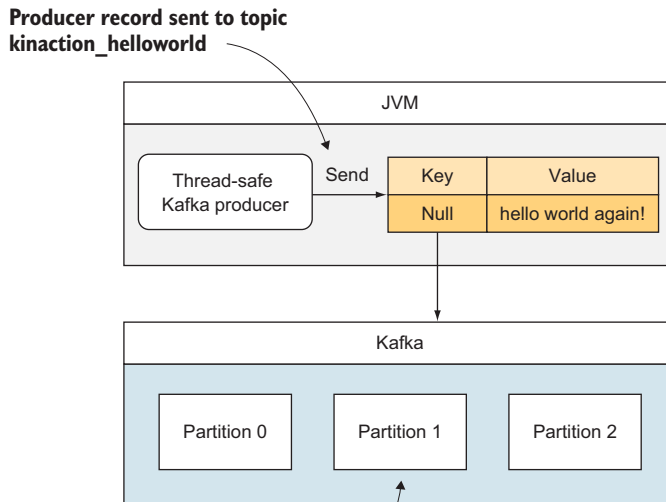 Producer record sent to topic
kinaction_helloworld
JVM
Thread-safe
Kafka producer
Send
Key
Value
Null
hello world again!
Kafka
Partition 0
Partition 1
Partition 2